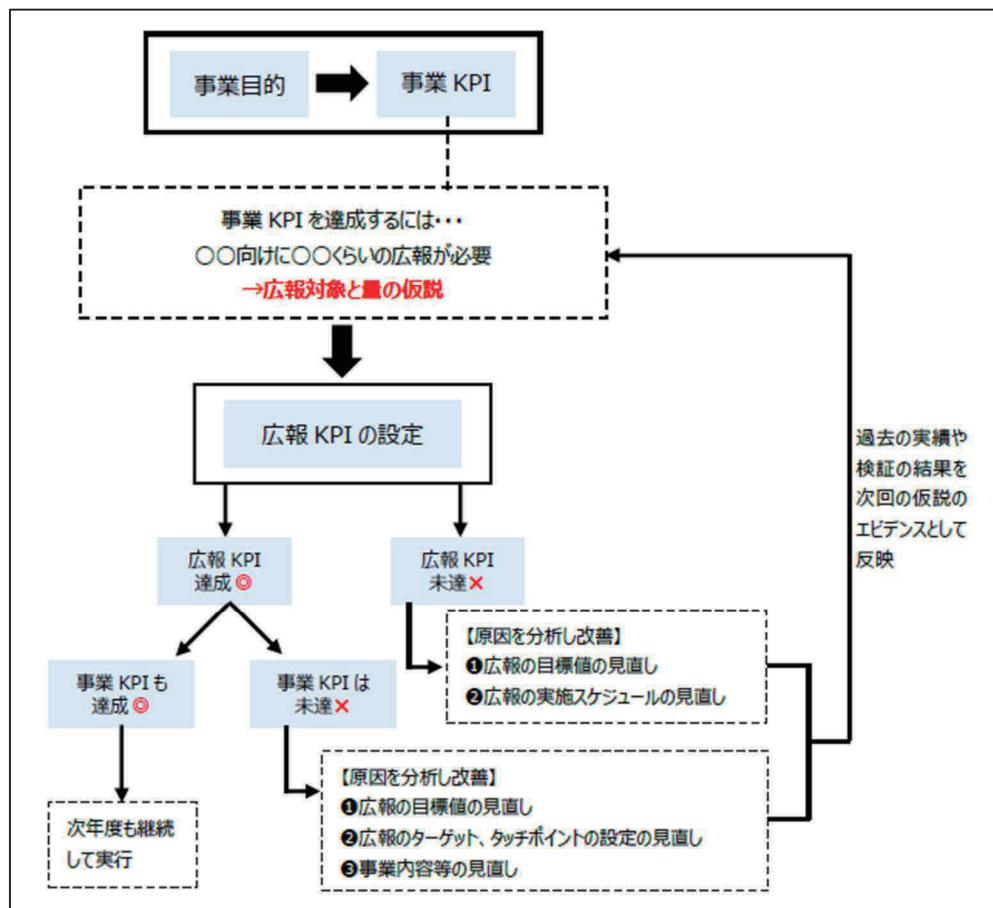 事業目的
事業 KPI
事業 KPI を達成するには・・・
〇〇向けに〇〇くらいの広報が必要
→広報対象と量の仮説
広報 KPI の設定
過去の実績や
検証の結果を
次回の仮説の
エビデンスとして
反映
広報 KPI
達成◎
広報 KPI
未達×
【原因を分析し改善】
❶広報の目標値の見直し
❷広報の実施スケジュールの見直し
事業 KPI も
達成◎
事業 KPI は
未達×
【原因を分析し改善】
❶広報の目標値の見直し
❷広報のターゲット、タッチポイントの設定の見直し
❸事業内容等の見直し
次年度も継続
して実行